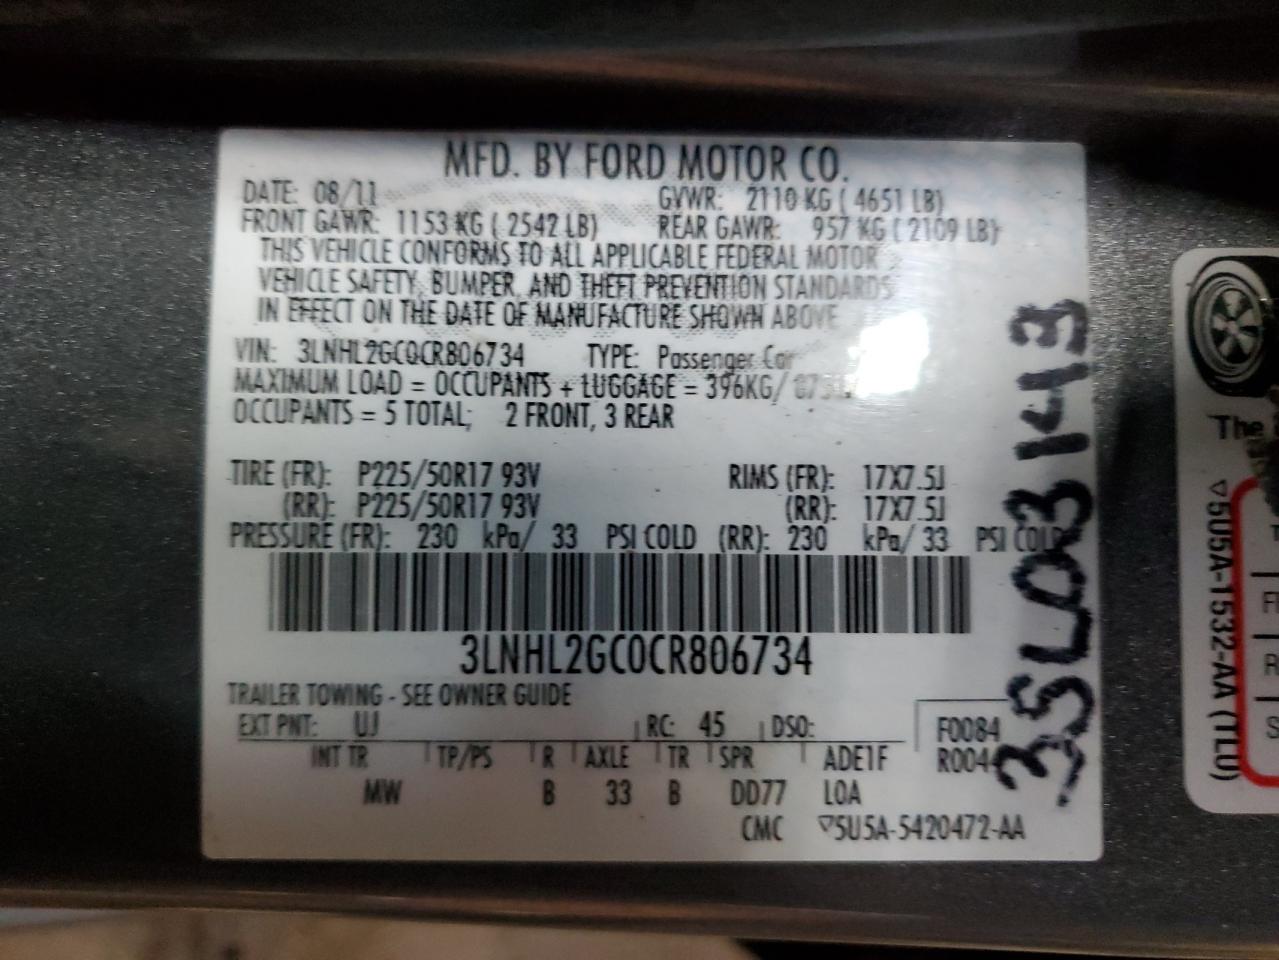 MFD. BY FORD MOTOR CO.
DATE: 08/11 GVWR: 2110 KG ( 4651 LB)
FRONT GAWR: 1153 KG ( 2542 LB) REAR GAWR: 957 KG ( 2109 LB)
THIS VEHICLE CONFORMS TO ALL APPLICABLE FEDERAL MOTOR
VEHICLE SAFETY, BUMPER, AND THEFT PREVENTION STANDARDS
IN EFFECT ON THE DATE OF MANUFACTURE SHOWN ABOVE
VIN: 3LNHL2GC0CR806734 TYPE: Passenger Car
MAXIMUM LOAD = OCCUPANTS + LUGGAGE = 396KG/
OCCUPANTS = 5 TOTAL; 2 FRONT, 3 REAR
TIRE (FR): P225/50R17 93V RIMS (FR): 17X7.5J
(RR): P225/50R17 93V (RR): 17X7.5J
PRESSURE (FR): 230 kPa/ 33 PSI COLD (RR): 230 kPa/ 33 PSI COLD
3LNHL2GC0CR806734
TRAILER TOWING - SEE OWNER GUIDE
EXT PNT: UJ RC: 45 DSO: F0084
INT TR TP/PS R AXLE TR SPR ADE1F R0044
MW B 33 B DD77 LOA
CMC ▽5U5A-5420472-AA
35L03143
The
▽5U5A-1532-AA (TLU)